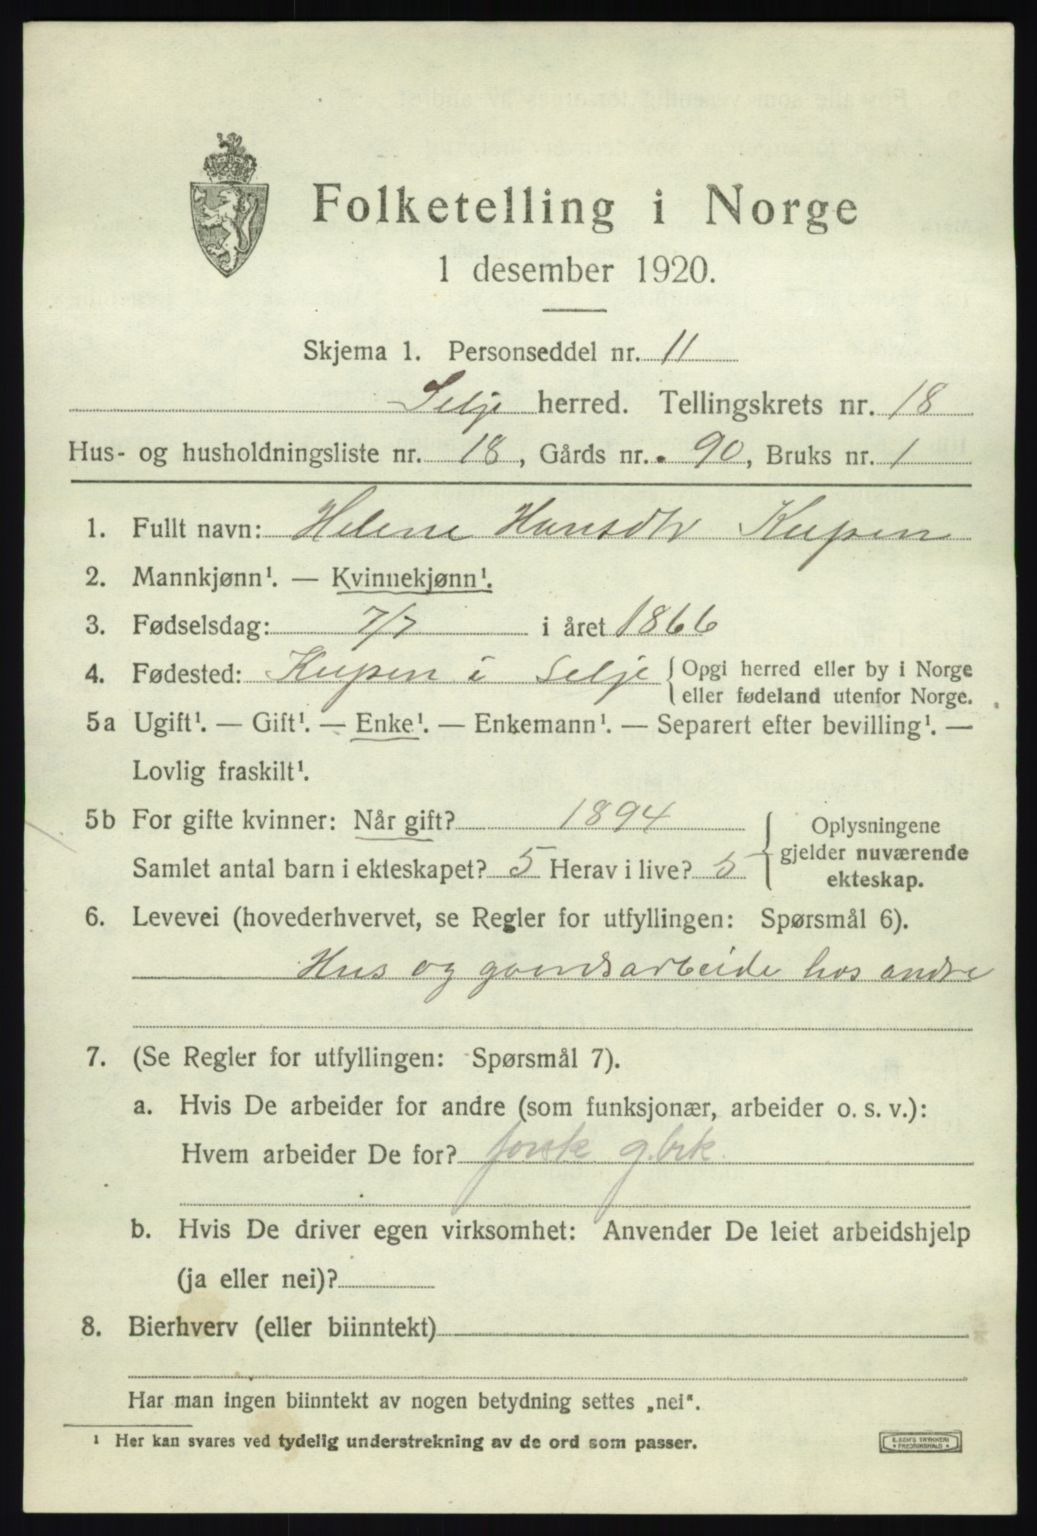 Folketelling i Norge
1 desember 1920.
Skjema 1. Personseddel nr. 11
Selje herred. Tellingskrets nr. 18
Hus- og husholdningsliste nr. 18, Gårds nr. 90, Bruks nr. 1
1. Fullt navn: Helene Hansdtr Kupen
2. Mannkjønn¹. — Kvinnekjønn¹.
3. Fødselsdag: 7/7 i året 1866
4. Fødested: Kupen i Selje { Opgi herred eller by i Norge
eller fødeland utenfor Norge.
5a Ugift¹. — Gift¹. — Enke¹. — Enkemann¹. — Separert efter bevilling¹. —
Lovlig fraskilt¹.
5b For gifte kvinner: Når gift? 1894
Samlet antal barn i ekteskapet? 5 Herav i live? 5
Oplysningene
gjelder nuværende
ekteskap.
6. Levevei (hovederhvervet, se Regler for utfyllingen: Spørsmål 6).
Hus og gaardsarbeide hos andre
7. (Se Regler for utfyllingen: Spørsmål 7).
a. Hvis De arbeider for andre (som funksjonær, arbeider o. s. v.):
Hvem arbeider De for? forsk g.brk.
b. Hvis De driver egen virksomhet: Anvender De leiet arbeidshjelp
(ja eller nei)?
8. Bierhverv (eller biinntekt)
Har man ingen biinntekt av nogen betydning settes „nei".
¹ Her kan svares ved tydelig understrekning av de ord som passer.